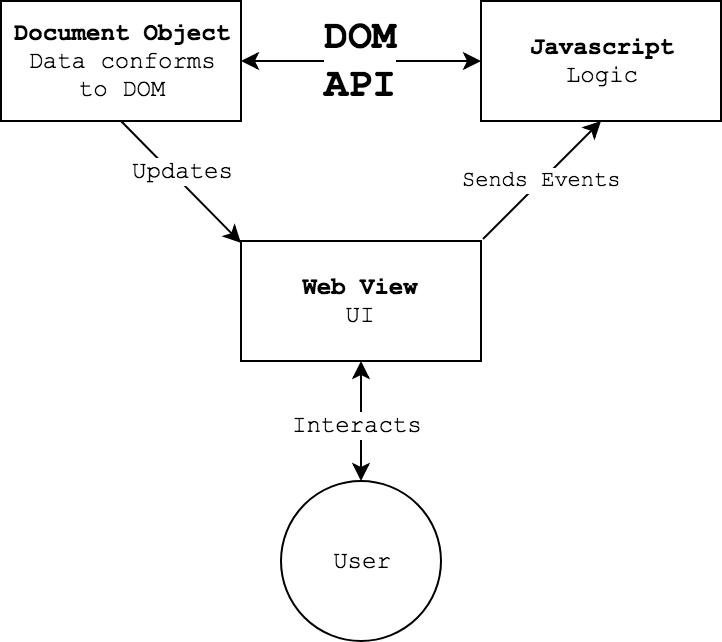 Document Object
Data conforms
to DOM
DOM
API
Javascript
Logic
Updates
Sends Events
Web View
UI
Interacts
User